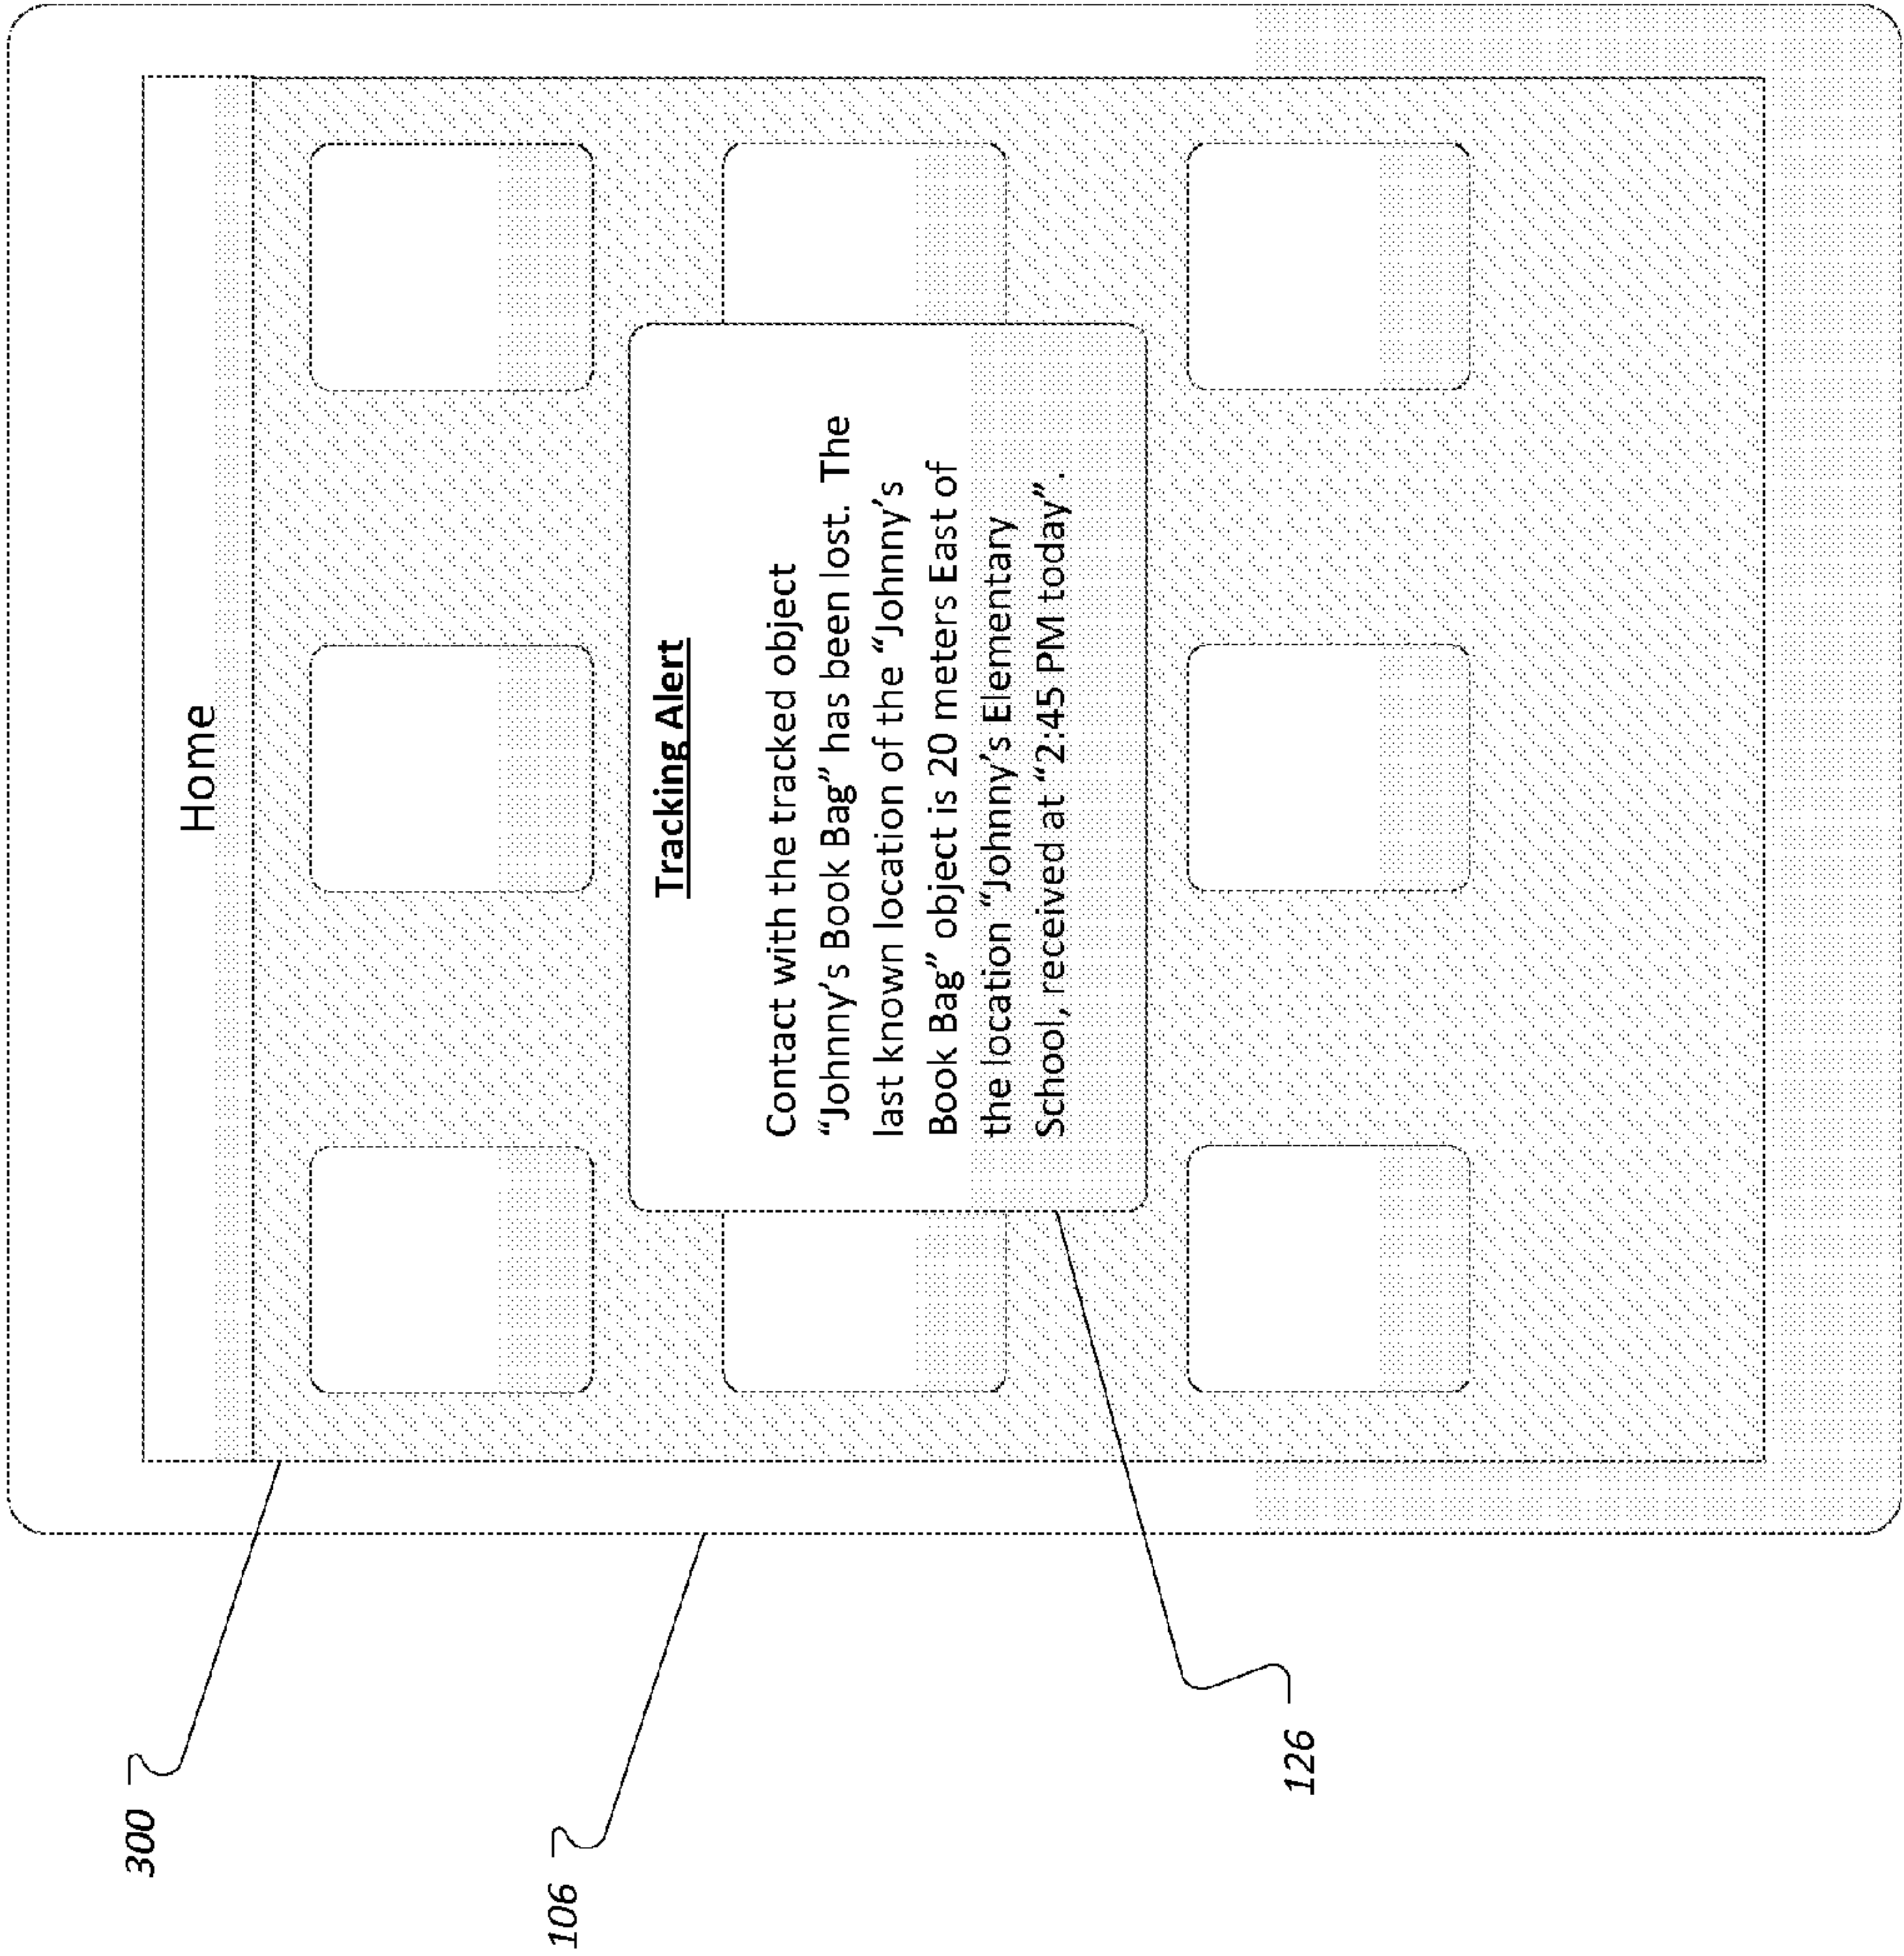 Home
Tracking Alert
Contact with the tracked object
“Johnny’s Book Bag” has been lost. The
last known location of the “Johnny’s
Book Bag” object is 20 meters East of
the location “Johnny’s Elementary
School, received at “2:45 PM today”.
300
106
126